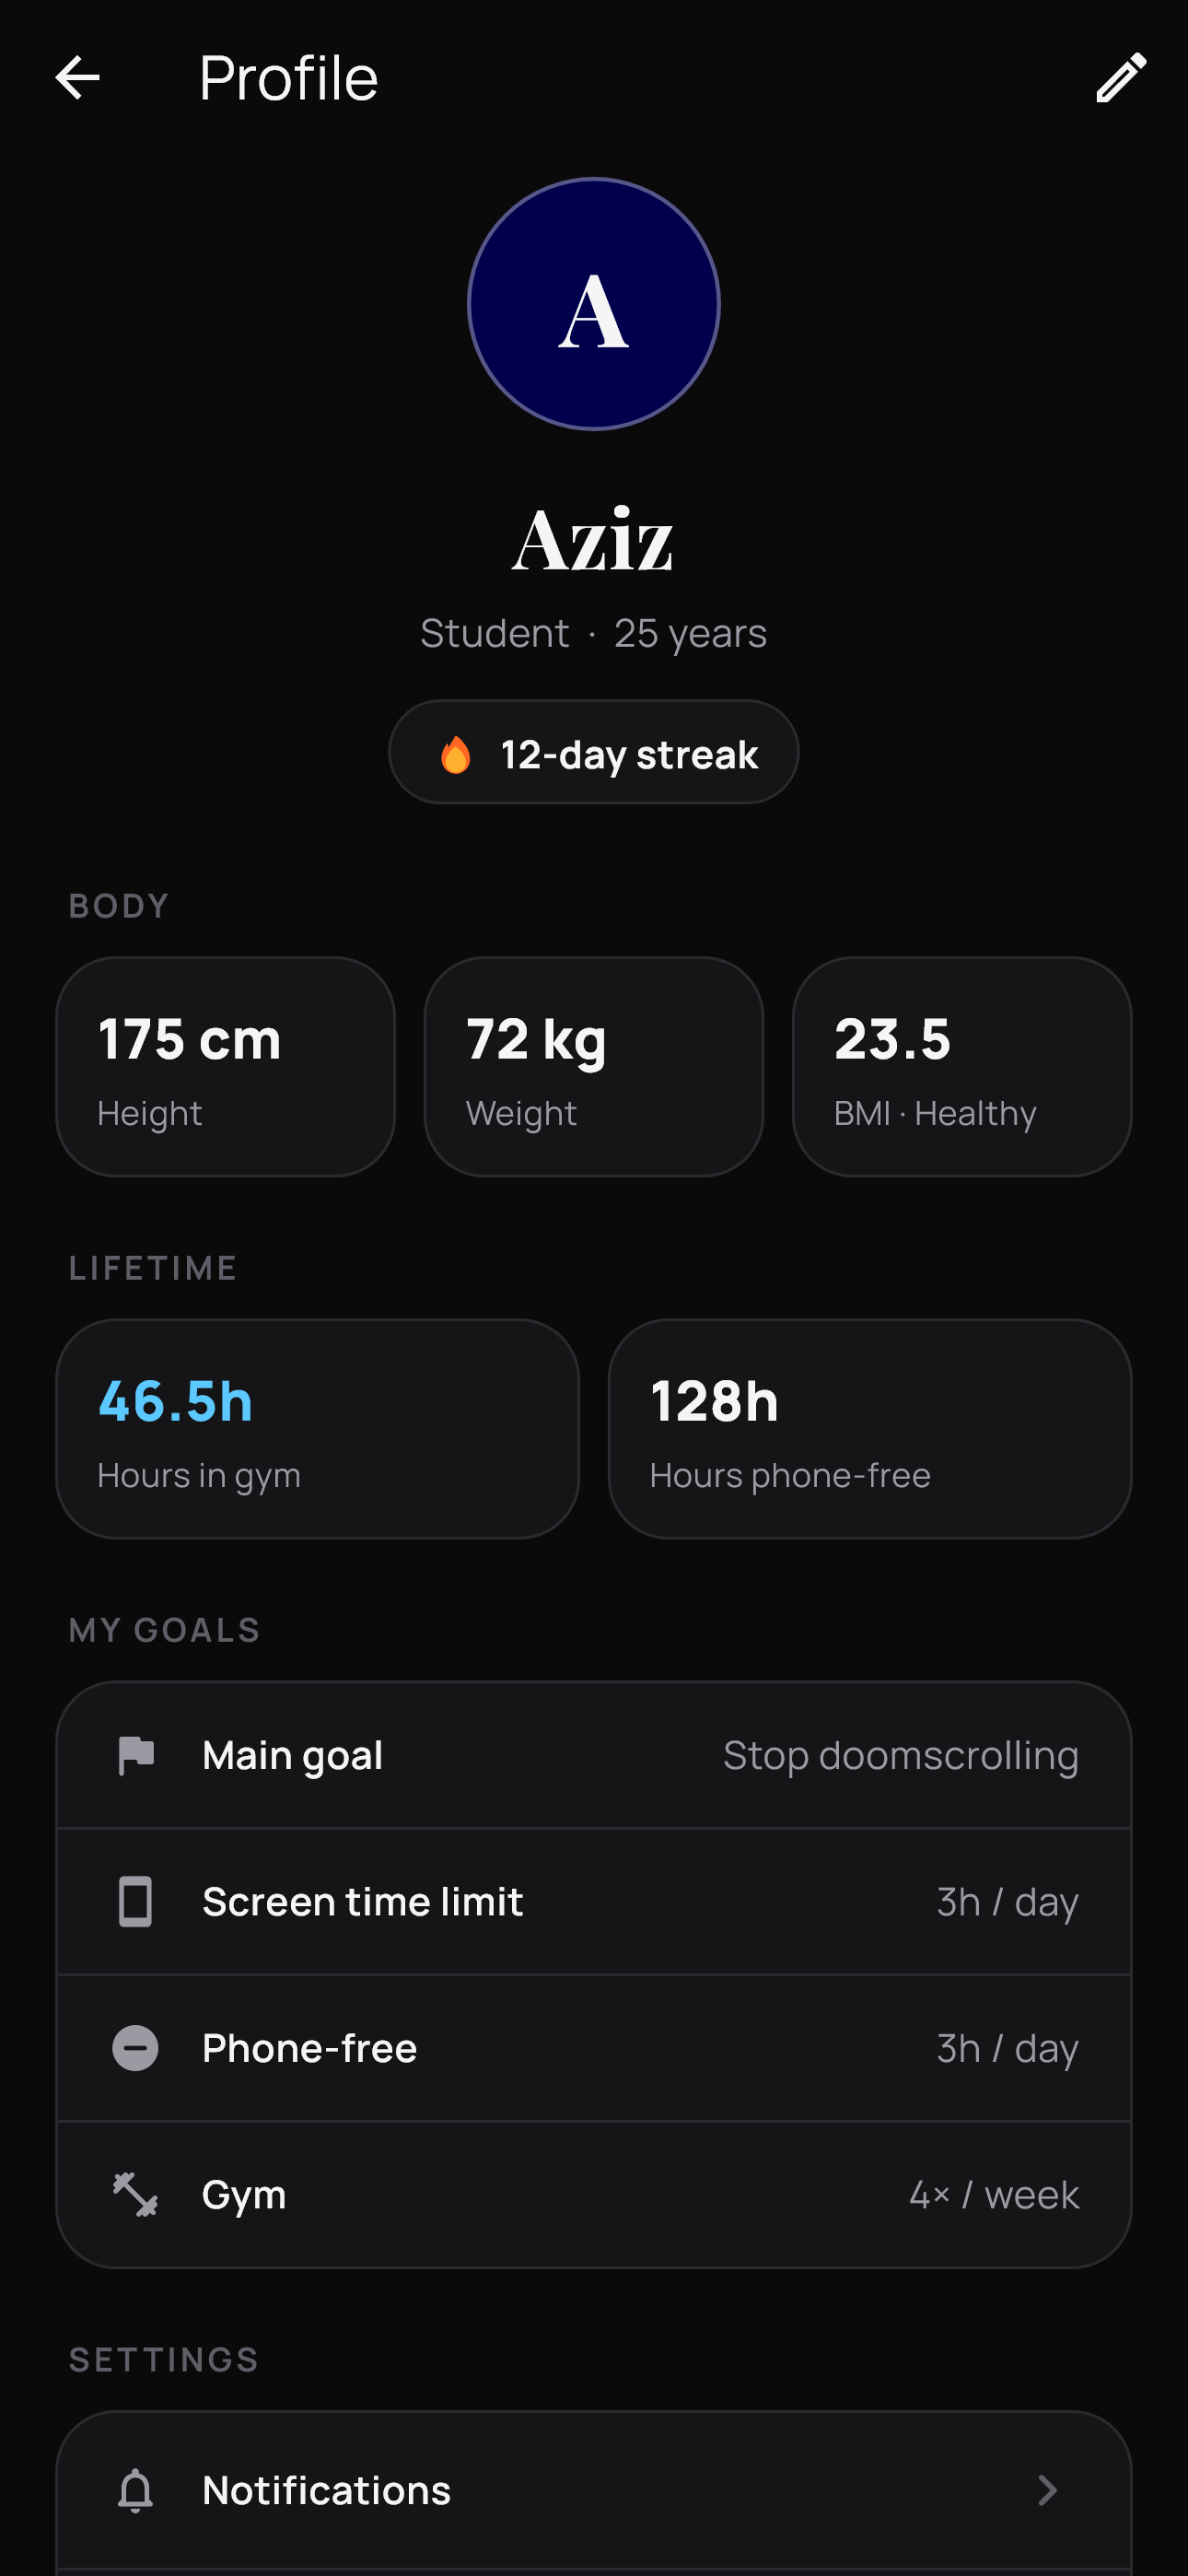 Profile
A
Aziz
Student · 25 years
12-day streak
BODY
175 cm
Height
72 kg
Weight
23.5
BMI · Healthy
LIFETIME
46.5h
Hours in gym
128h
Hours phone-free
MY GOALS
Main goal Stop doomscrolling
Screen time limit 3h / day
Phone-free 3h / day
Gym 4× / week
SETTINGS
Notifications